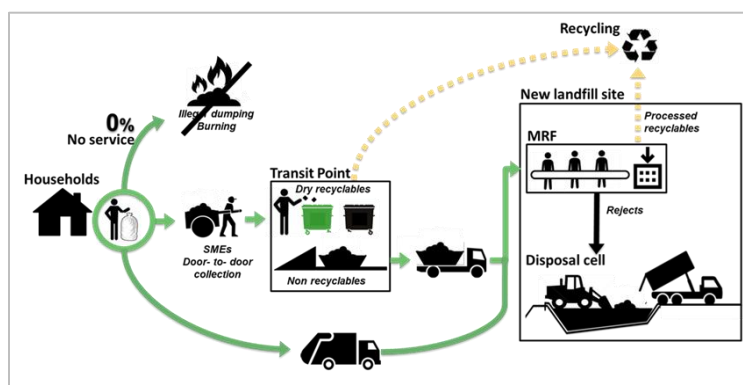 Recycling
Illegal dumping
Burning
0%
No service
New landfill site
Processed
recyclables
MRF
Households
Transit Point
Dry recyclables
SMEs
Door- to- door
collection
Non recyclables
Rejects
Disposal cell